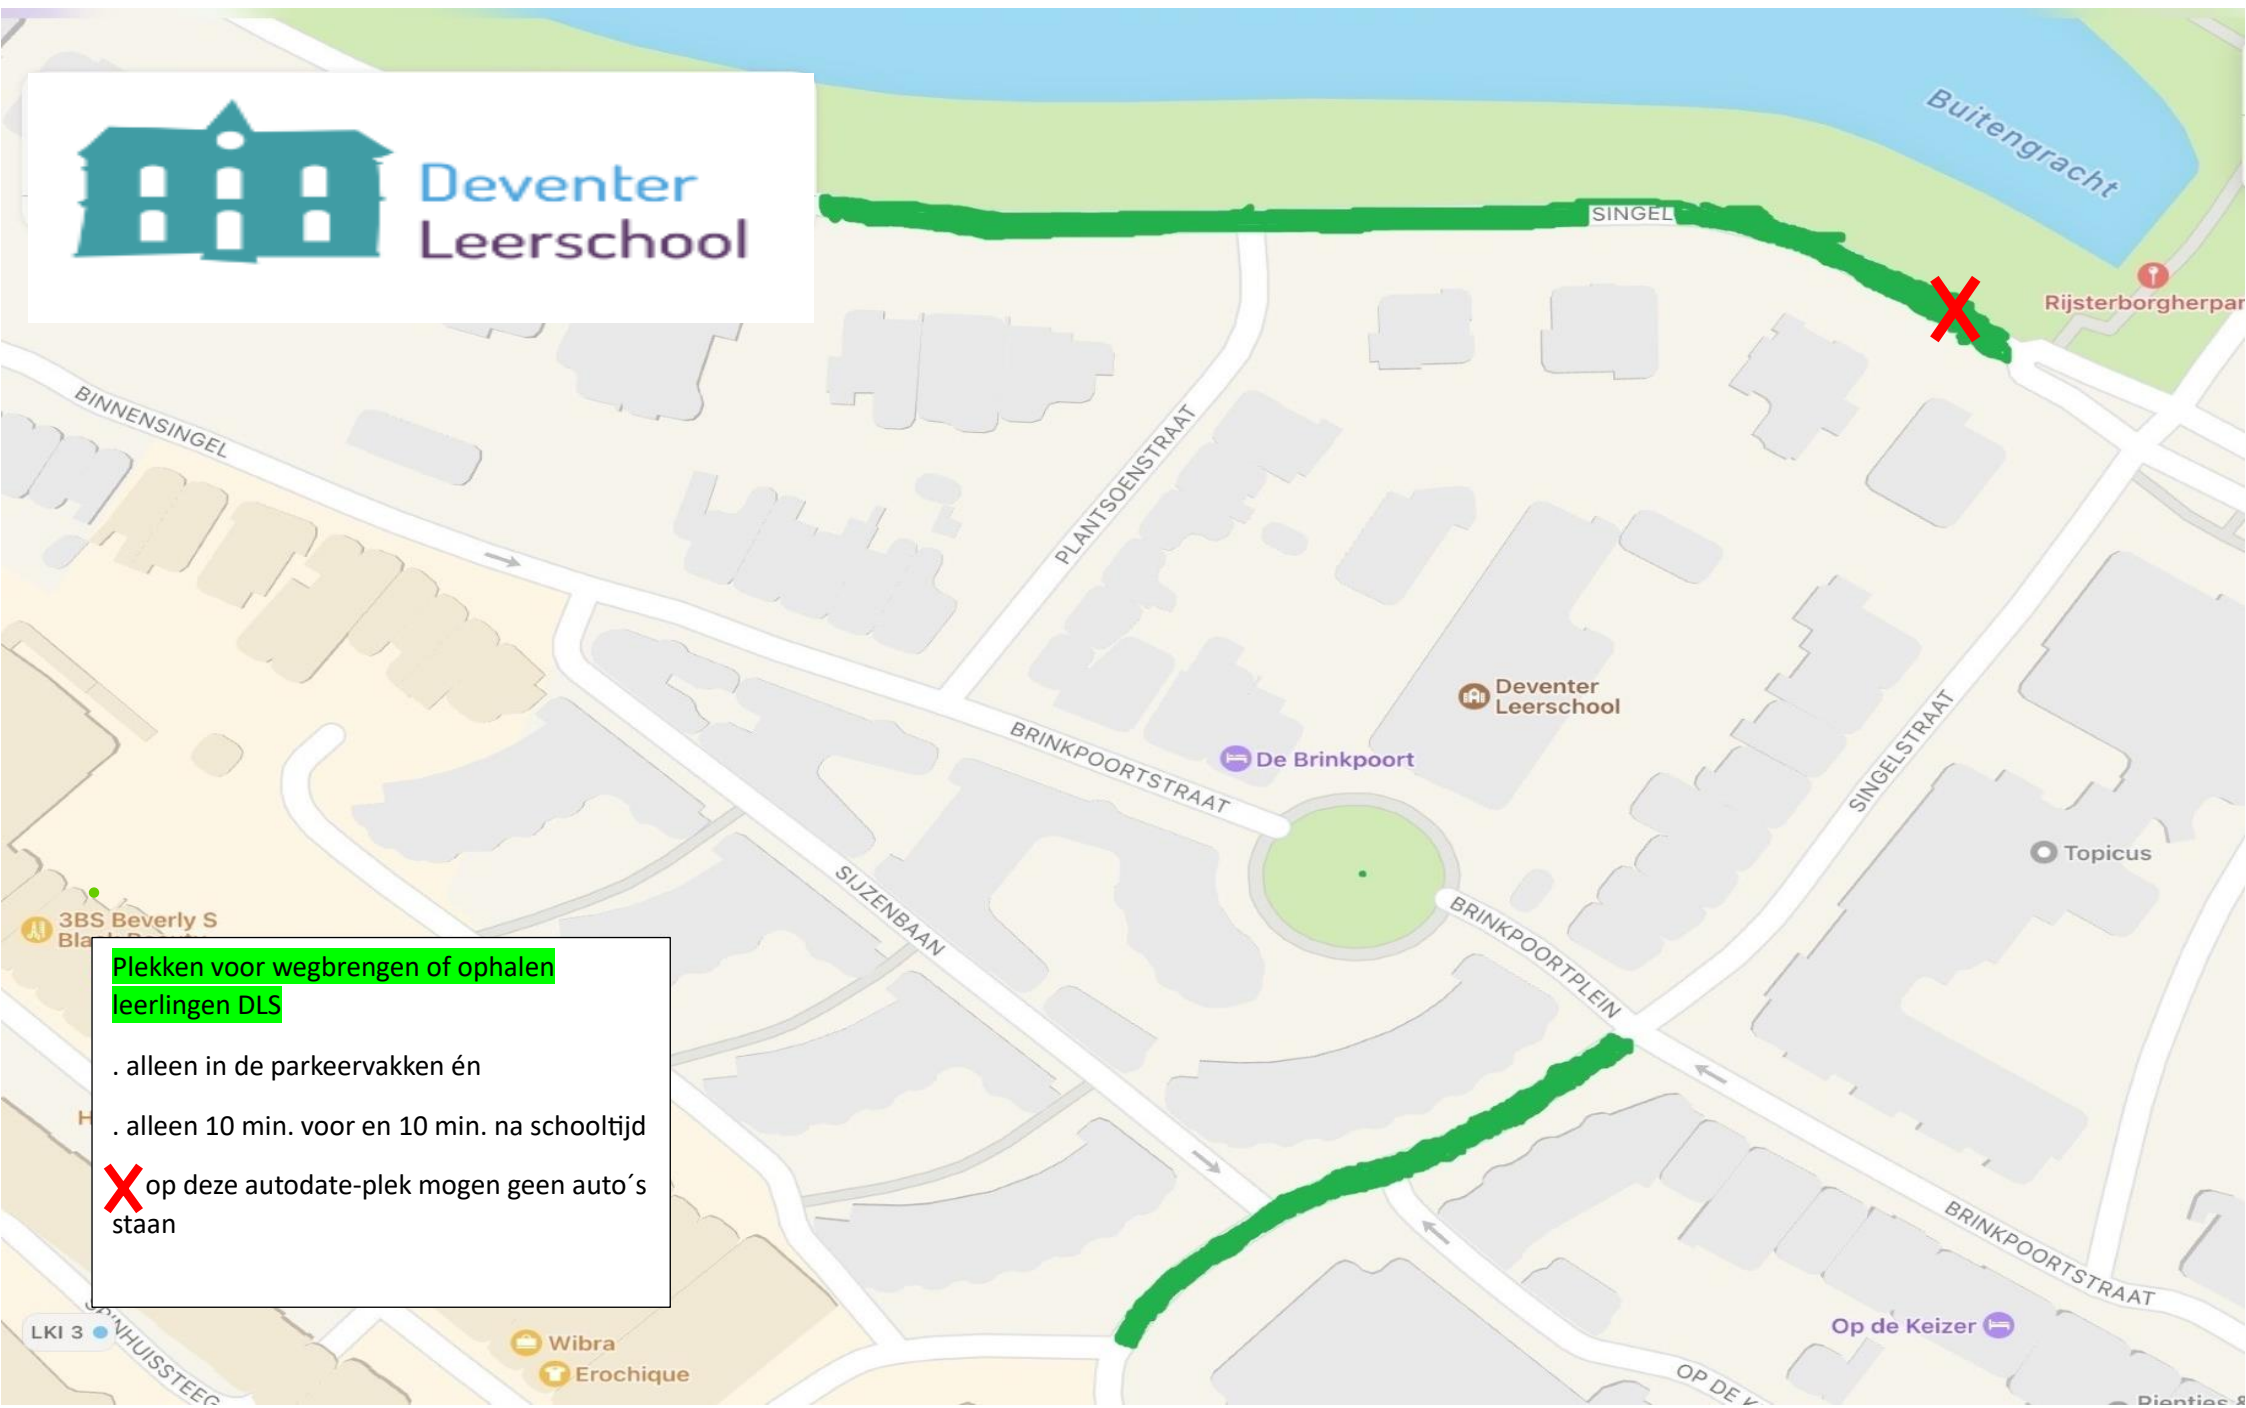 Deventer
Leerschool
Buitengracht
SINGEL
Rijsterborgherpar
BINNENSINGEL
PLANTSOENSTRAAT
Deventer
Leerschool
BRINKPOORTSTRAAT
De Brinkpoort
SINGELSTRAAT
Topicus
SIJZENBAAN
BRINKPOORTPLEIN
3BS Beverly S
Plekken voor wegbrengen of ophalen
leerlingen DLS
. alleen in de parkeervakken én
. alleen 10 min. voor en 10 min. na schooltijd
X op deze autodate-plek mogen geen auto´s
staan
H
BRINKPOORTSTRAAT
Op de Keizer
LKI 3
Wibra
Erochique
OP DE K